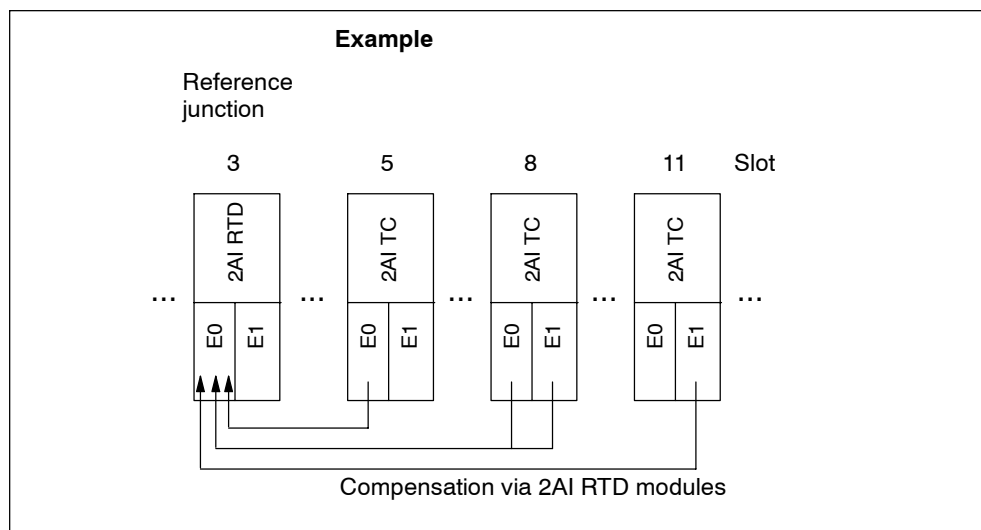 Example
Reference
junction
3 5 8 11 Slot
2AI RTD 2AI TC 2AI TC 2AI TC
... ... ... ... ...
E0 E1 E0 E1 E0 E1 E0 E1
Compensation via 2AI RTD modules